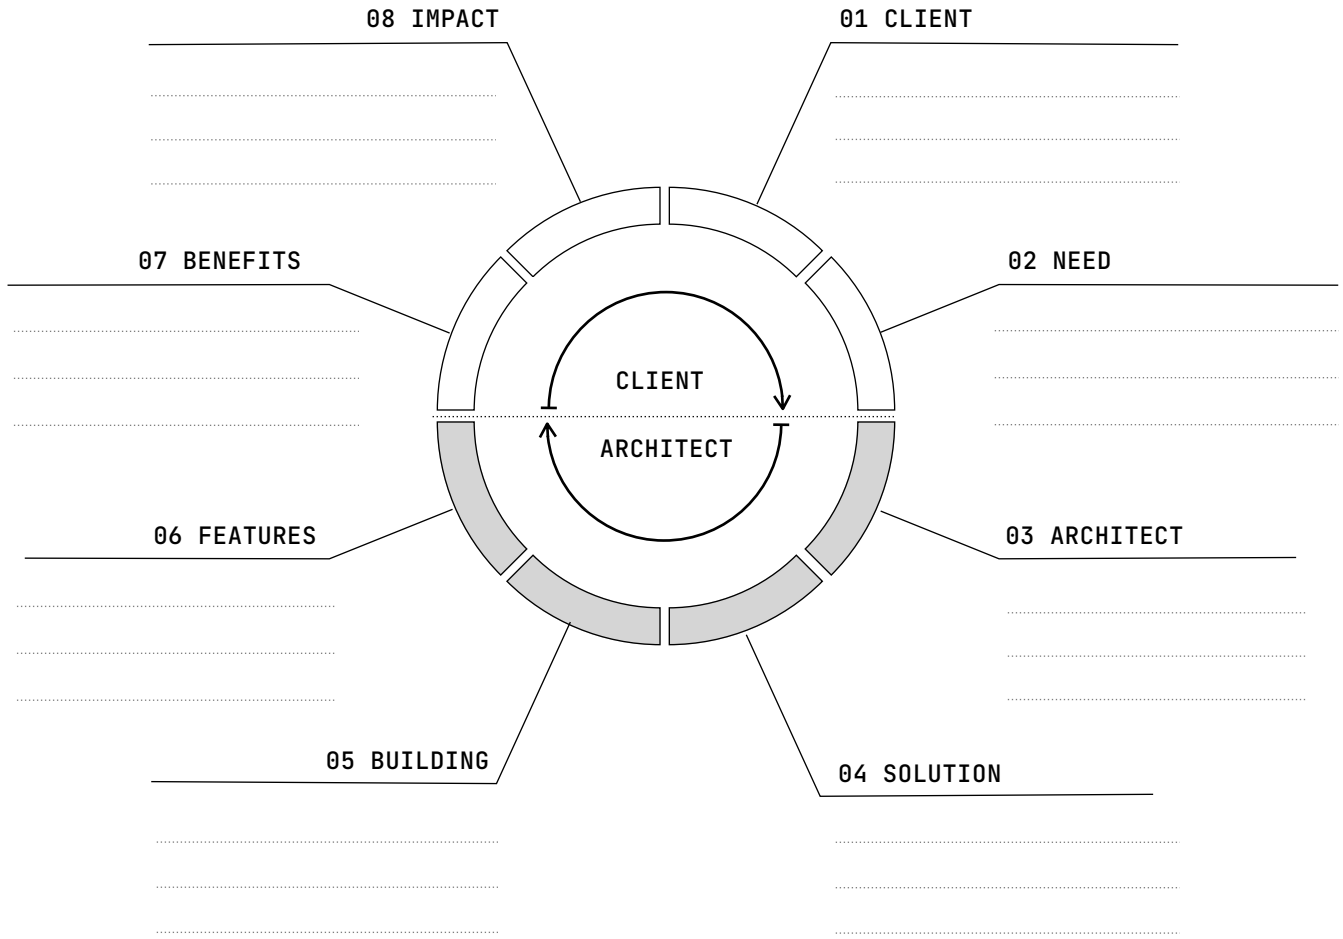 08 IMPACT
01 CLIENT
07 BENEFITS
02 NEED
CLIENT
ARCHITECT
06 FEATURES
03 ARCHITECT
05 BUILDING
04 SOLUTION